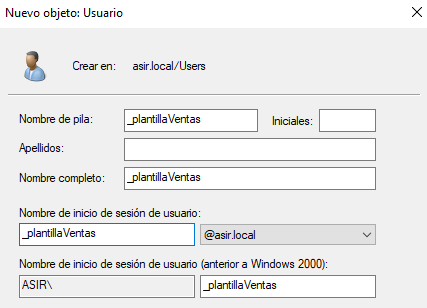 Nuevo objeto: Usuario
Crear en: asir.local/Users
Nombre de pila: _plantillaVentas Iniciales:
Apellidos:
Nombre completo: _plantillaVentas
Nombre de inicio de sesión de usuario:
_plantillaVentas @asir.local
Nombre de inicio de sesión de usuario (anterior a Windows 2000):
ASIR\ _plantillaVentas